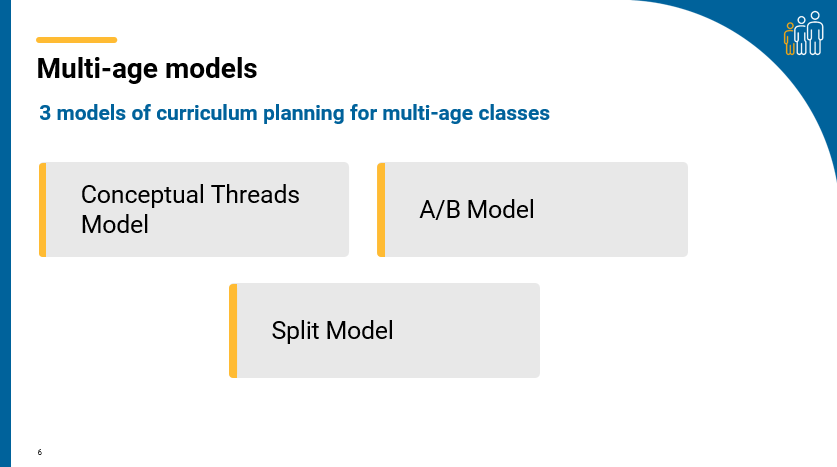 Multi-age models
3 models of curriculum planning for multi-age classes
Conceptual Threads
Model
A/B Model
Split Model
6